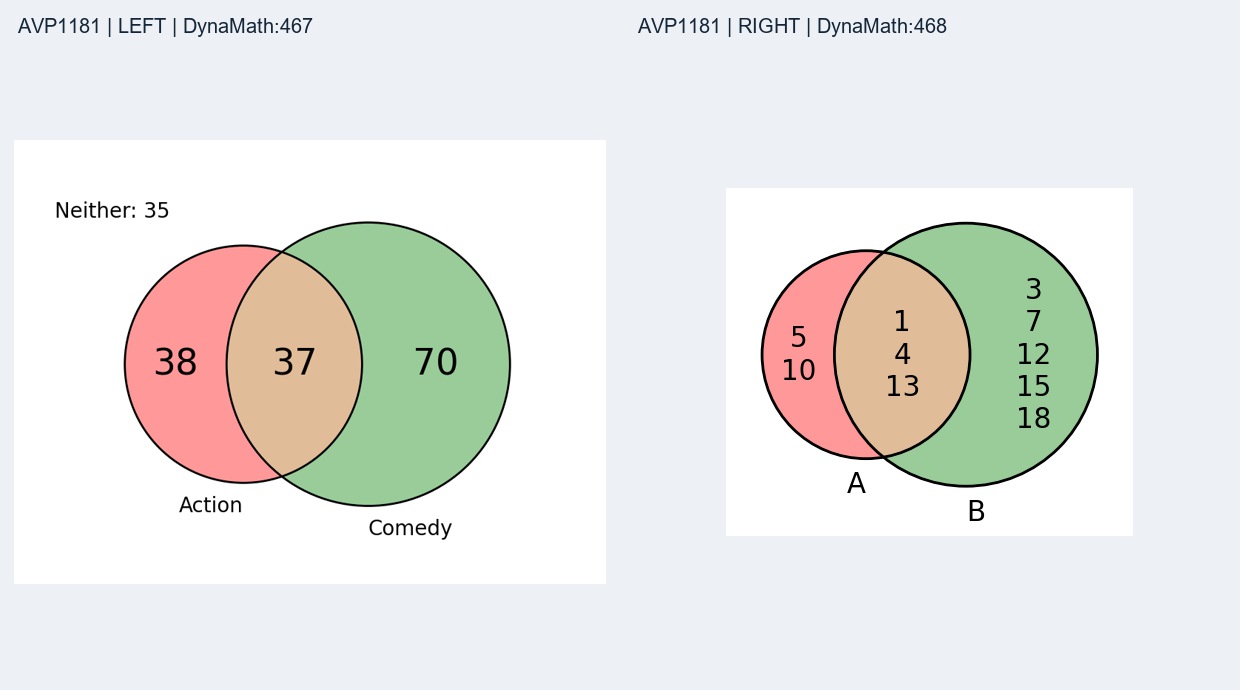 AVP1181 | LEFT | DynaMath:467
Neither: 35
38 37 70
Action
Comedy
AVP1181 | RIGHT | DynaMath:468
5
10
1
4
13
3
7
12
15
18
A
B